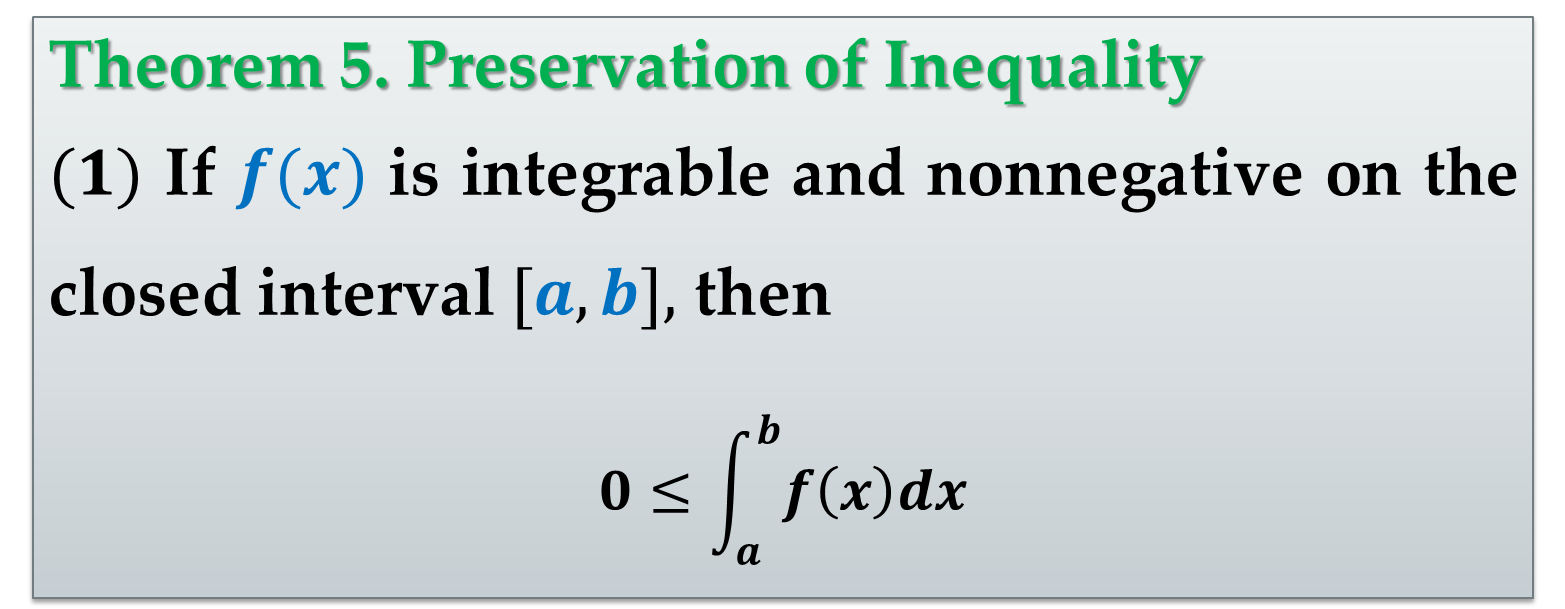 Theorem 5. Preservation of Inequality
(1) If f(x) is integrable and nonnegative on the
closed interval [a, b], then
0 ≤ ∫_a^b f(x)dx